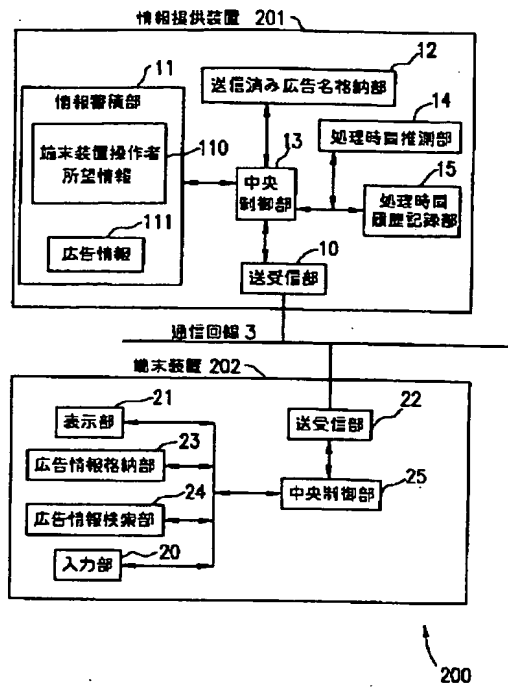 情報提供装置 201
11
12
情報蓄積部
送信済み広告名格納部
14
端末装置操作者
所望情報
110
13
処理時間推測部
中央
制御部
15
処理時間
履歴記録部
111
広告情報
10
送受信部
通信回線 3
端末装置 202
21
表示部
22
送受信部
23
広告情報格納部
24
広告情報検索部
25
中央制御部
20
入力部
200